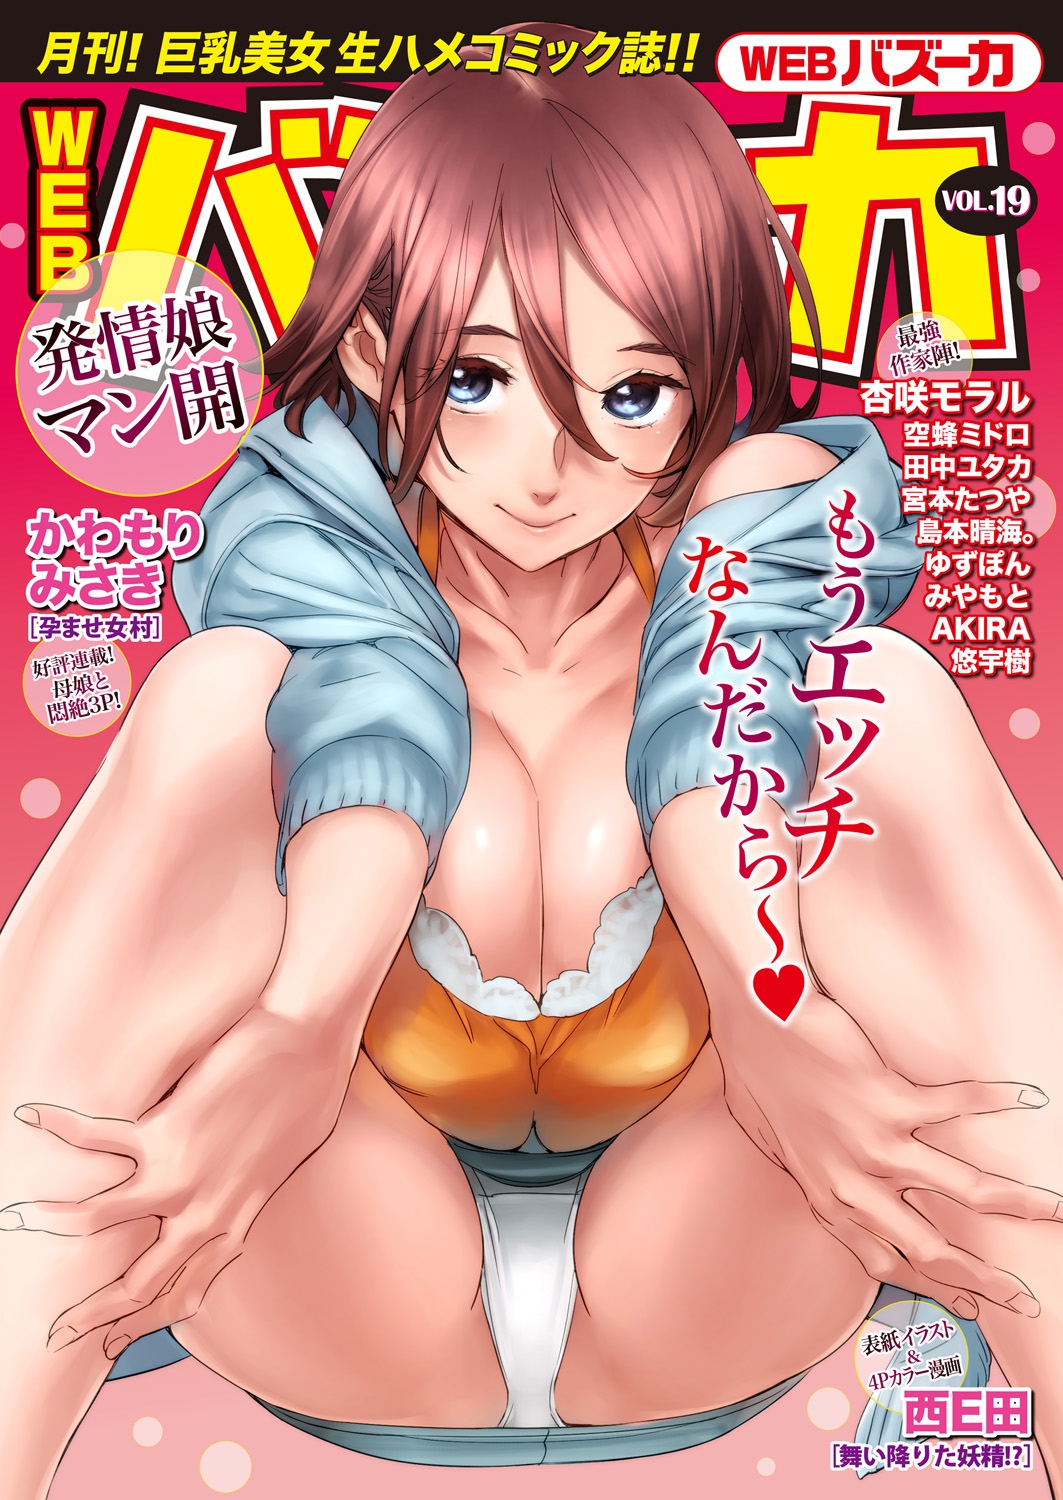 月刊!巨乳美女 生ハメコミック誌!!
WEBバズーカ
WEB
バズーカ
VOL.19
発情娘
マン開
最強
作家陣!
杏咲モラル
空蜂ミドロ
田中ユタカ
宮本たつや
島本晴海。
ゆずぽん
みやもと
AKIRA
悠宇樹
かわもり
みさき
[孕ませ女村]
好評連載!
母娘と
悶絶3P!
もうエッチ
なんだから〜♥
表紙イラスト
&
4Pカラー漫画
西E田
[舞い降りた妖精!?]